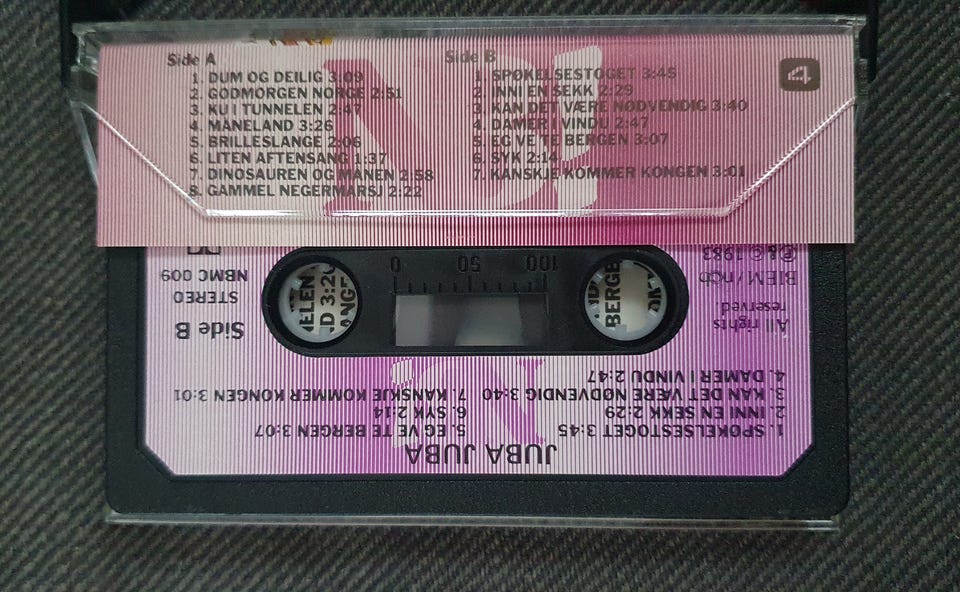 Side A
1. DUM OG DEILIG 3:09
2. GODMORGEN NORGE 2:51
3. KU I TUNNELEN 2:47
4. MÅNELAND 3:26
5. BRILLESLANGE 2:06
6. LITEN AFTENSANG 1:37
7. DINOSAUREN OG MÅNEN 2:58
8. GAMMEL NEGERMARSJ 2:22
Side B
1. SPØKELSESTOGET 3:45
2. INNI EN SEKK 2:29
3. KAN DET VÆRE NØDVENDIG 3:40
4. DAMER I VINDU 2:47
5. EG VE TE BERGEN 3:07
6. SYK 2:14
7. KANSKJE KOMMER KONGEN 3:01
4
0 50 100
BERGE
JUBA JUBA
1. SPØKELSESTOGET 3:45
2. INNI EN SEKK 2:29
3. KAN DET VÆRE NØDVENDIG 3:40
4. DAMER I VINDU 2:47
5. EG VE TE BERGEN 3:07
6. SYK 2:14
7. KANSKJE KOMMER KONGEN 3:01
All rights
reserved
BIEM/ncb
℗ & © 1983
Side B
STEREO
NBMC 009